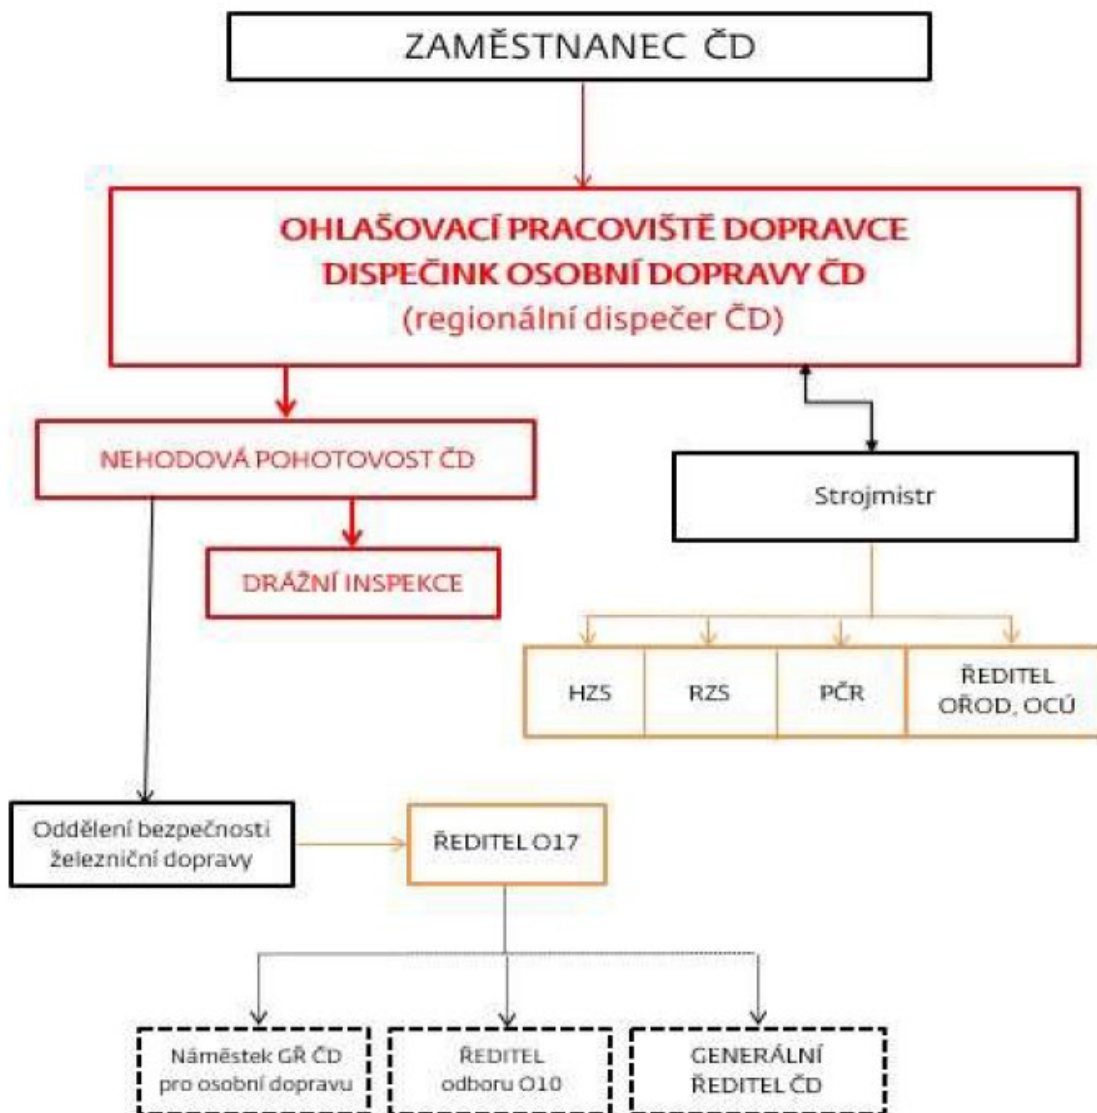 ZAMĚSTNANEC ČD
OHLAŠOVACÍ PRACOVIŠTĚ DOPRAVCE
DISPEČINK OSOBNÍ DOPRAVY ČD
(regionální dispečer ČD)
NEHODOVÁ POHOTOVOST ČD
Strojmistr
DRÁŽNÍ INSPEKCE
HZS
RZS
PČR
ŘEDITEL
OŘOD, OCÚ
Oddělení bezpečnosti
železniční dopravy
ŘEDITEL O17
Náměstek GŘ ČD
pro osobní dopravu
ŘEDITEL
odboru O10
GENERÁLNÍ
ŘEDITEL ČD